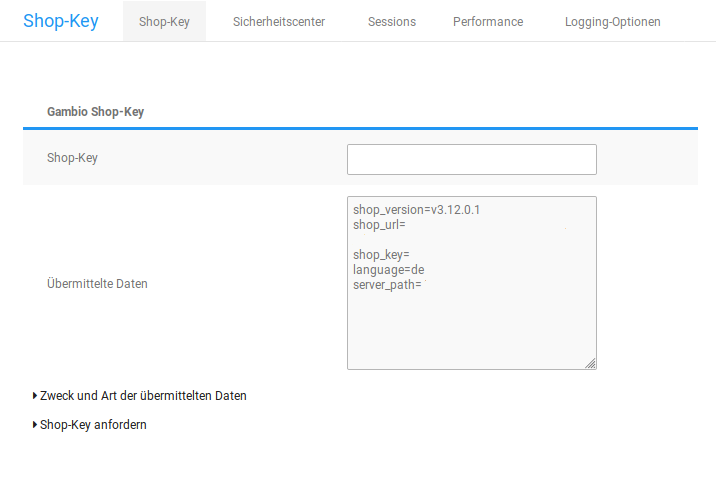 Shop-Key
Shop-Key Sicherheitscenter Sessions Performance Logging-Optionen
Gambio Shop-Key
Shop-Key
shop_version=v3.12.0.1
shop_url=
shop_key=
language=de
server_path=
Übermittelte Daten
Zweck und Art der übermittelten Daten
Shop-Key anfordern